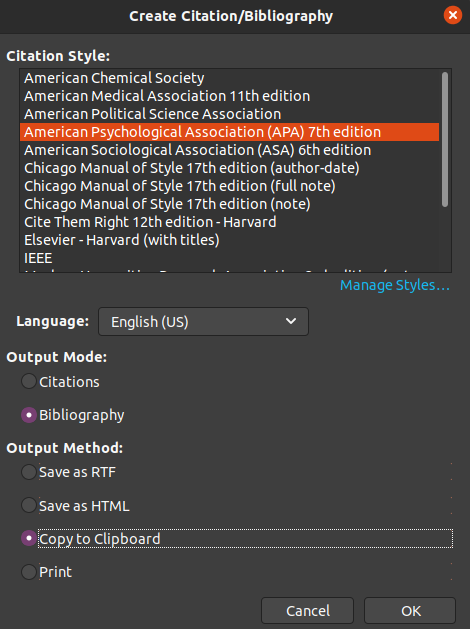 Create Citation/Bibliography
Citation Style:
American Chemical Society
American Medical Association 11th edition
American Political Science Association
American Psychological Association (APA) 7th edition
American Sociological Association (ASA) 6th edition
Chicago Manual of Style 17th edition (author-date)
Chicago Manual of Style 17th edition (full note)
Chicago Manual of Style 17th edition (note)
Cite Them Right 12th edition - Harvard
Elsevier - Harvard (with titles)
IEEE
Manage Styles...
Language: English (US)
Output Mode:
Citations
Bibliography
Output Method:
Save as RTF
Save as HTML
Copy to Clipboard
Print
Cancel OK